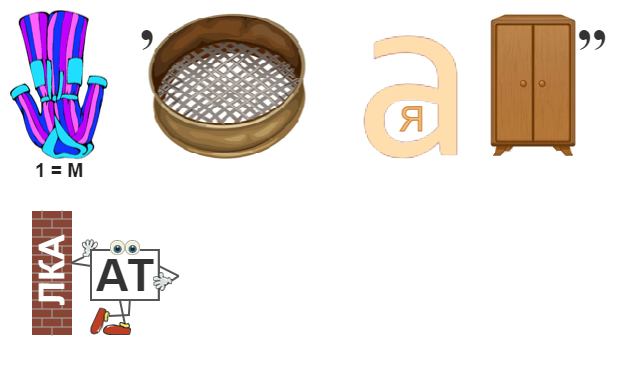 ,
а
я
,,
1 = М
ЛКА
АТ